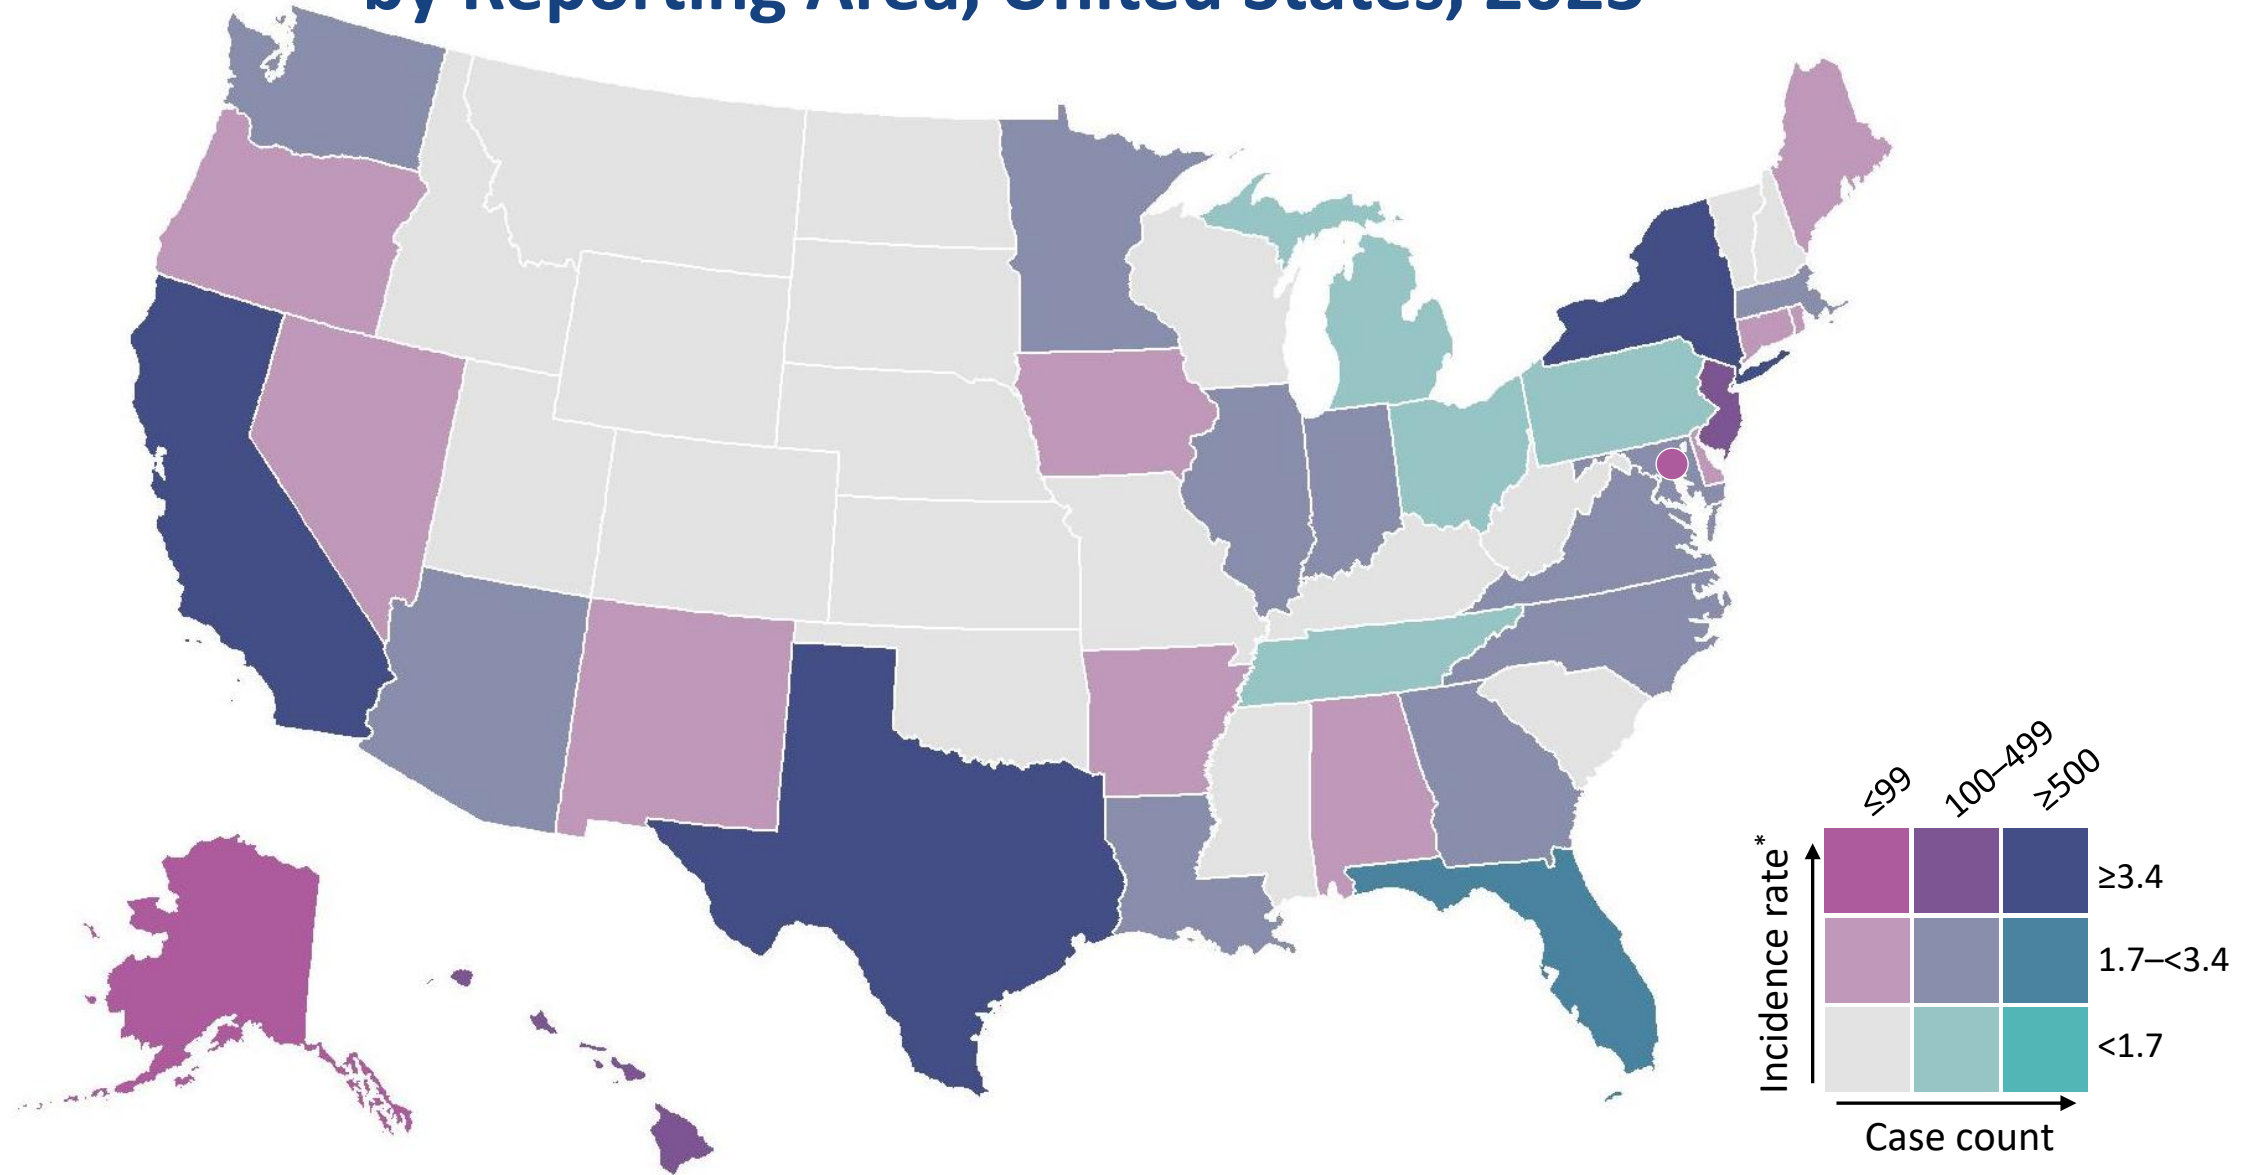 by Reporting Area, United States,
≤99
100–499
≥500
Incidence rate*
≥3.4
1.7–<3.4
<1.7
Case count